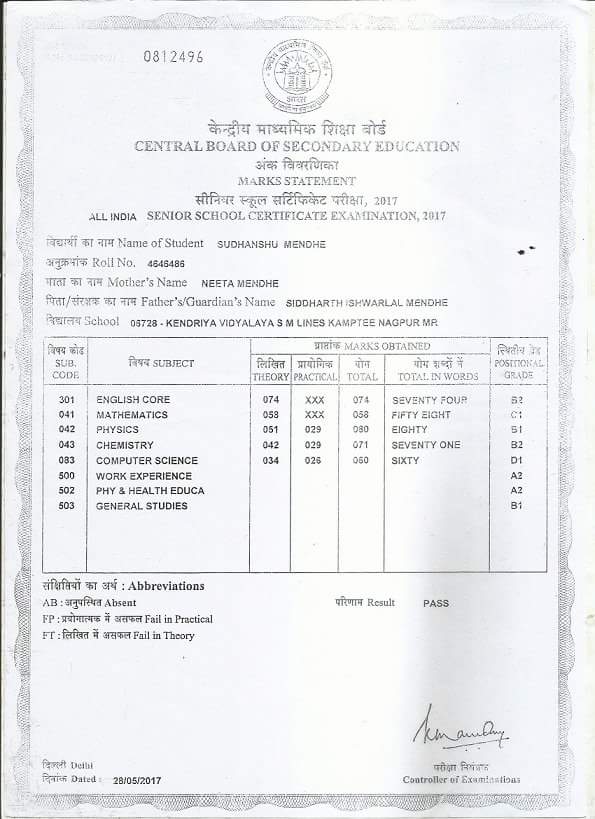 0812496
केन्द्रीय माध्यमिक शिक्षा बोर्ड
CENTRAL BOARD OF SECONDARY EDUCATION
अंक विवरणिका
MARKS STATEMENT
सीनियर स्कूल सर्टिफिकेट परीक्षा, 2017
ALL INDIA SENIOR SCHOOL CERTIFICATE EXAMINATION, 2017
विद्यार्थी का नाम Name of Student SUDHANSHU MENDHE
अनुक्रमांक Roll No. 4646486
माता का नाम Mother's Name NEETA MENDHE
पिता/संरक्षक का नाम Father's/Guardian's Name SIDDHARTH ISHWARLAL MENDHE
विद्यालय School 06728 - KENDRIYA VIDYALAYA S M LINES KAMPTEE NAGPUR MR
विषय कोड SUB. CODE
विषय SUBJECT
प्राप्तांक MARKS OBTAINED
लिखित THEORY
प्रायोगिक PRACTICAL
योग TOTAL
योग शब्दों में TOTAL IN WORDS
स्थितीय ग्रेड POSITIONAL GRADE
301 ENGLISH CORE 074 XXX 074 SEVENTY FOUR B2
041 MATHEMATICS 058 XXX 058 FIFTY EIGHT C1
042 PHYSICS 051 029 080 EIGHTY B1
043 CHEMISTRY 042 029 071 SEVENTY ONE B2
083 COMPUTER SCIENCE 034 026 060 SIXTY D1
500 WORK EXPERIENCE A2
502 PHY & HEALTH EDUCA A2
503 GENERAL STUDIES B1
संक्षितियों का अर्थ : Abbreviations
AB : अनुपस्थित Absent
परिणाम Result PASS
FP : प्रयोगात्मक में असफल Fail in Practical
FT : लिखित में असफल Fail in Theory
दिल्ली Delhi
दिनांक Dated : 28/05/2017
परीक्षा नियंत्रक
Controller of Examinations